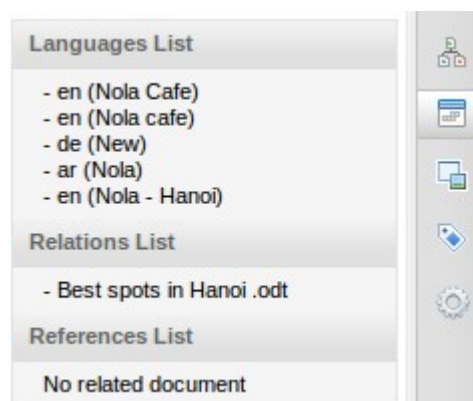 Languages List
- en (Nola Cafe)
- en (Nola cafe)
- de (New)
- ar (Nola)
- en (Nola - Hanoi)
Relations List
- Best spots in Hanoi .odt
References List
No related document